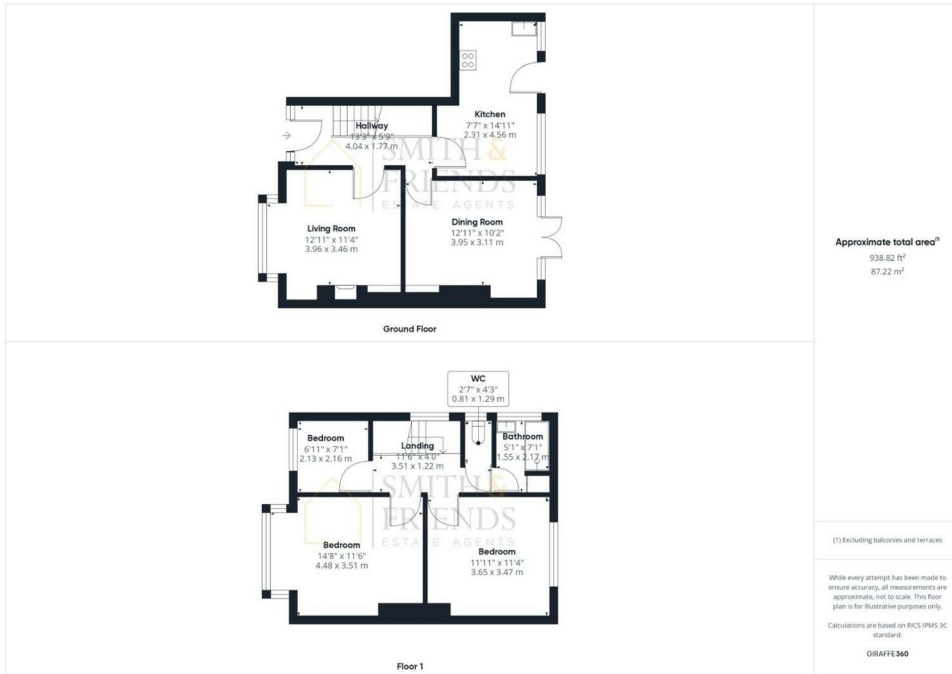 Kitchen
7'7" x 14'11"
2.31 x 4.56 m
Hallway
13'3" x 5'9"
4.04 x 1.77 m
SMITH &
FRIENDS
ESTATE AGENTS
Living Room
12'11" x 11'4"
3.96 x 3.46 m
Dining Room
12'11" x 10'2"
3.95 x 3.11 m
Ground Floor
WC
2'7" x 4'3"
0.81 x 1.29 m
Bedroom
6'11" x 7'1"
2.13 x 2.16 m
Landing
11'6" x 4'0"
3.51 x 1.22 m
Bathroom
5'1" x 7'1"
1.55 x 2.17 m
SMITH &
FRIENDS
ESTATE AGENTS
Bedroom
14'8" x 11'6"
4.48 x 3.51 m
Bedroom
11'11" x 11'4"
3.65 x 3.47 m
Floor 1
Approximate total area(1)
938.82 ft²
87.22 m²
(1) Excluding balconies and terraces
While every attempt has been made to
ensure accuracy, all measurements are
approximate, not to scale. This floor
plan is for illustrative purposes only.
Calculations are based on RICS IPMS 3C
standard.
GIRAFFE360